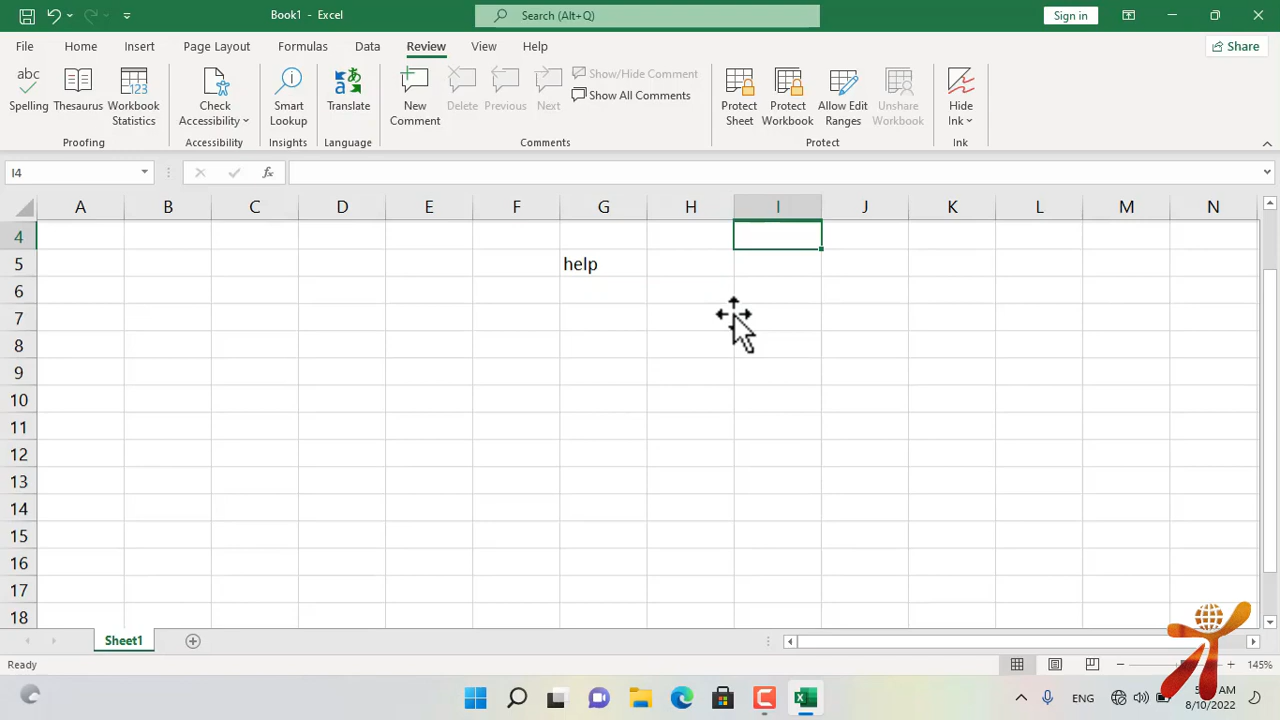 Book1 - Excel
Search (Alt+Q)
Sign in
File Home Insert Page Layout Formulas Data Review View Help
Share
abc
Spelling
Thesaurus
123
Workbook
Statistics
Check
Accessibility
Smart
Lookup
Translate
New
Comment
Delete
Previous
Next
Show/Hide Comment
Show All Comments
Protect
Sheet
Protect
Workbook
Allow Edit
Ranges
Unshare
Workbook
Hide
Ink
Proofing
Accessibility
Insights
Language
Comments
Protect
Ink
I4
fx
A B C D E F G H I J K L M N
4
5 help
6
7
8
9
10
11
12
13
14
15
16
17
18
Sheet1
Ready
145%
ENG
AM
8/10/2022